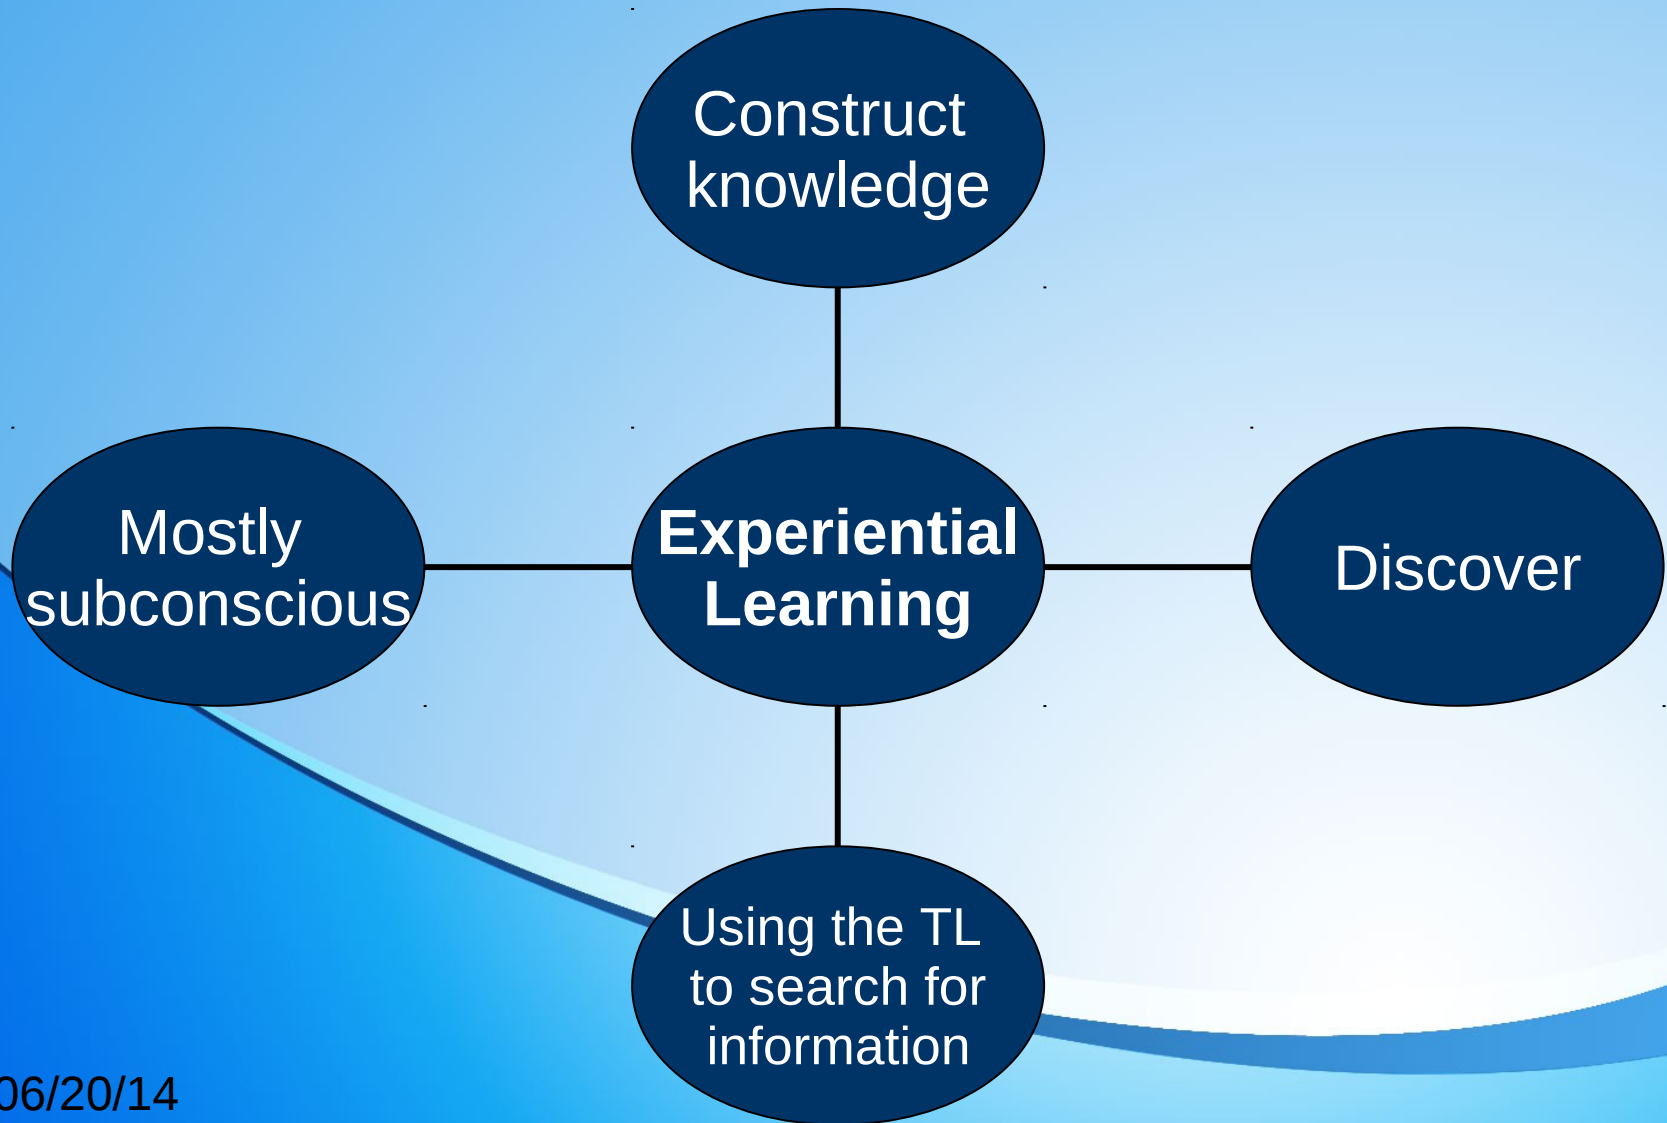 Construct
knowledge
Mostly
subconscious
Experiential
Learning
Discover
Using the TL
to search for
information
06/20/14